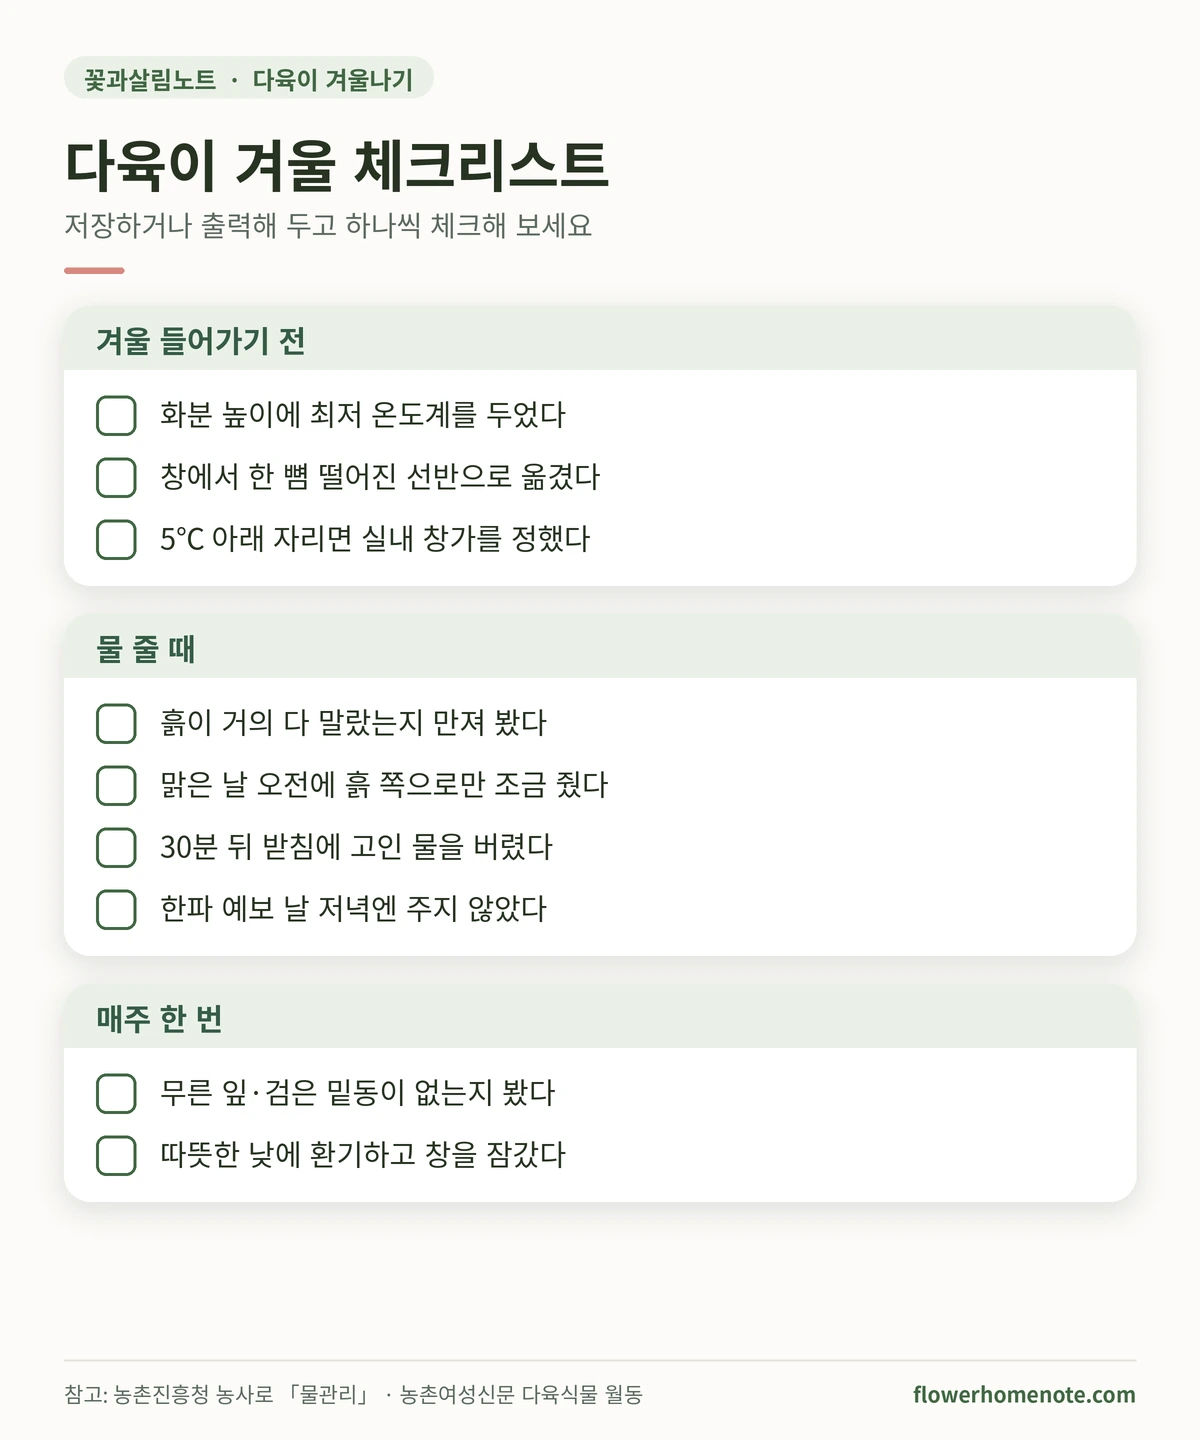 꽃과살림노트 · 다육이 겨울나기
다육이 겨울 체크리스트
저장하거나 출력해 두고 하나씩 체크해 보세요
겨울 들어가기 전
화분 높이에 최저 온도계를 두었다
창에서 한 뼘 떨어진 선반으로 옮겼다
5℃ 아래 자리면 실내 창가를 정했다
물 줄 때
흙이 거의 다 말랐는지 만져 봤다
맑은 날 오전에 흙 쪽으로만 조금 줬다
30분 뒤 받침에 고인 물을 버렸다
한파 예보 날 저녁엔 주지 않았다
매주 한 번
무른 잎·검은 밑동이 없는지 봤다
따뜻한 낮에 환기하고 창을 잠갔다
참고: 농촌진흥청 농사로 「물관리」 · 농촌여성신문 다육식물 월동
flowerhomenote.com